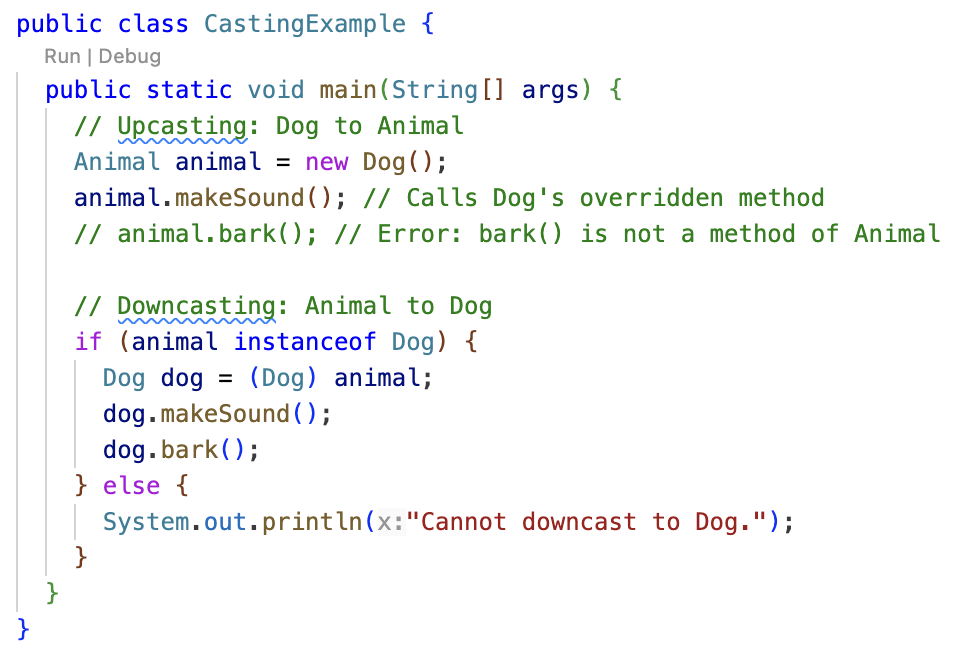 public class CastingExample {
Run | Debug
public static void main(String[] args) {
// Upcasting: Dog to Animal
Animal animal = new Dog();
animal.makeSound(); // Calls Dog's overridden method
// animal.bark(); // Error: bark() is not a method of Animal
// Downcasting: Animal to Dog
if (animal instanceof Dog) {
Dog dog = (Dog) animal;
dog.makeSound();
dog.bark();
} else {
System.out.println(x:"Cannot downcast to Dog.");
}
}
}